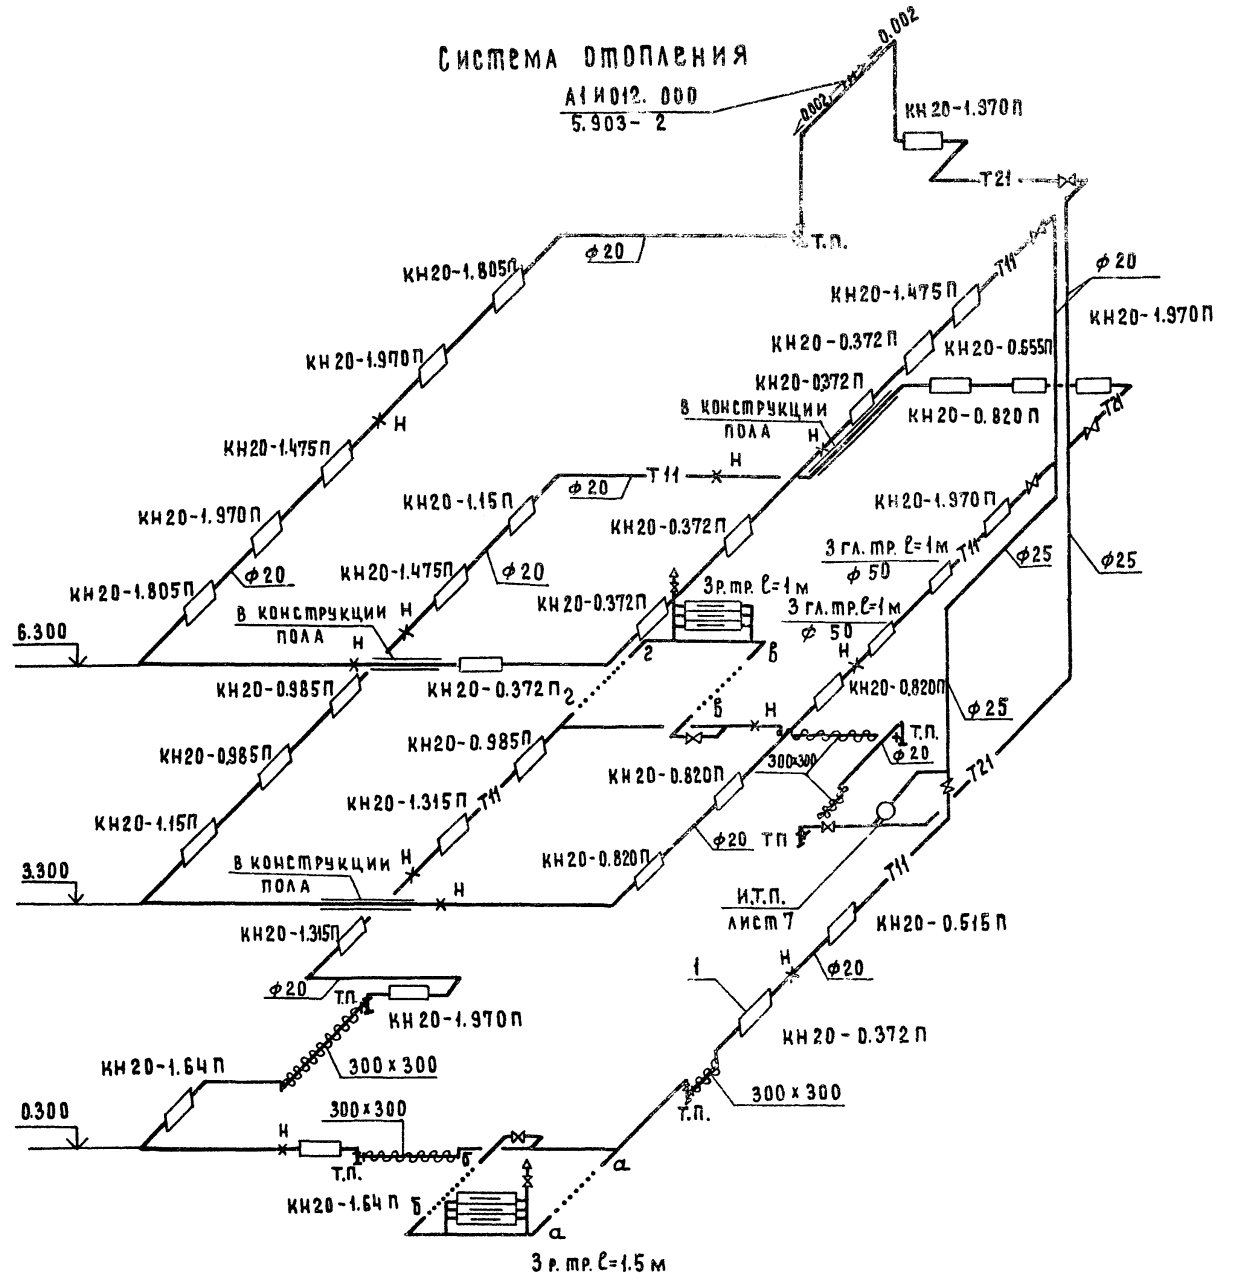 Система отопления
А1И012. 000
5.903-2
0.002
0.002
КН20-1.970П
Т21
Т.П.
ф20
КН20-1.805П
Т11
ф20
КН20-1.475П
КН20-1.970П
КН20-1.970П
КН20-0.372П
КН20-0.655П
КН20-0.372П
В конструкции
пола
КН20-0.820П
Т21
Н
Н
КН20-1.475П
Т11
Н
ф20
КН20-1.15П
КН20-1.970П
КН20-1.970П
КН20-0.372П
3 гл. тр. l=1м
ф50
Т11
ф25
ф25
КН20-1.475П
ф20
ф20
КН20-1.805П
3 р. тр. l=1м
КН20-0.372П
3 гл. тр. l=1м
ф50
В конструкции
пола
6.300
Н
Н
г
в
Н
КН20-0.985П
КН20-0.372П
г
КН20-0.820П
ф25
в
Н
Т.П.
ф20
300х300
КН20-0.985П
КН20-0.985П
КН20-0.820П
Т21
КН20-1.315П
Т11
КН20-1.15П
ТП
ф20
Н
КН20-0.820П
Т11
В конструкции
пола
3.300
Н
И.Т.П.
лист 7
КН20-0.515П
КН20-1.315П
Н
ф20
1
ф20
Т.П.
КН20-1.970П
КН20-0.372П
КН20-1.64П
300х300
300х300
Т.П.
0.300
300х300
Н
Т.П.
б
а
КН20-1.64П
б
а
3 р. тр. l=1.5м